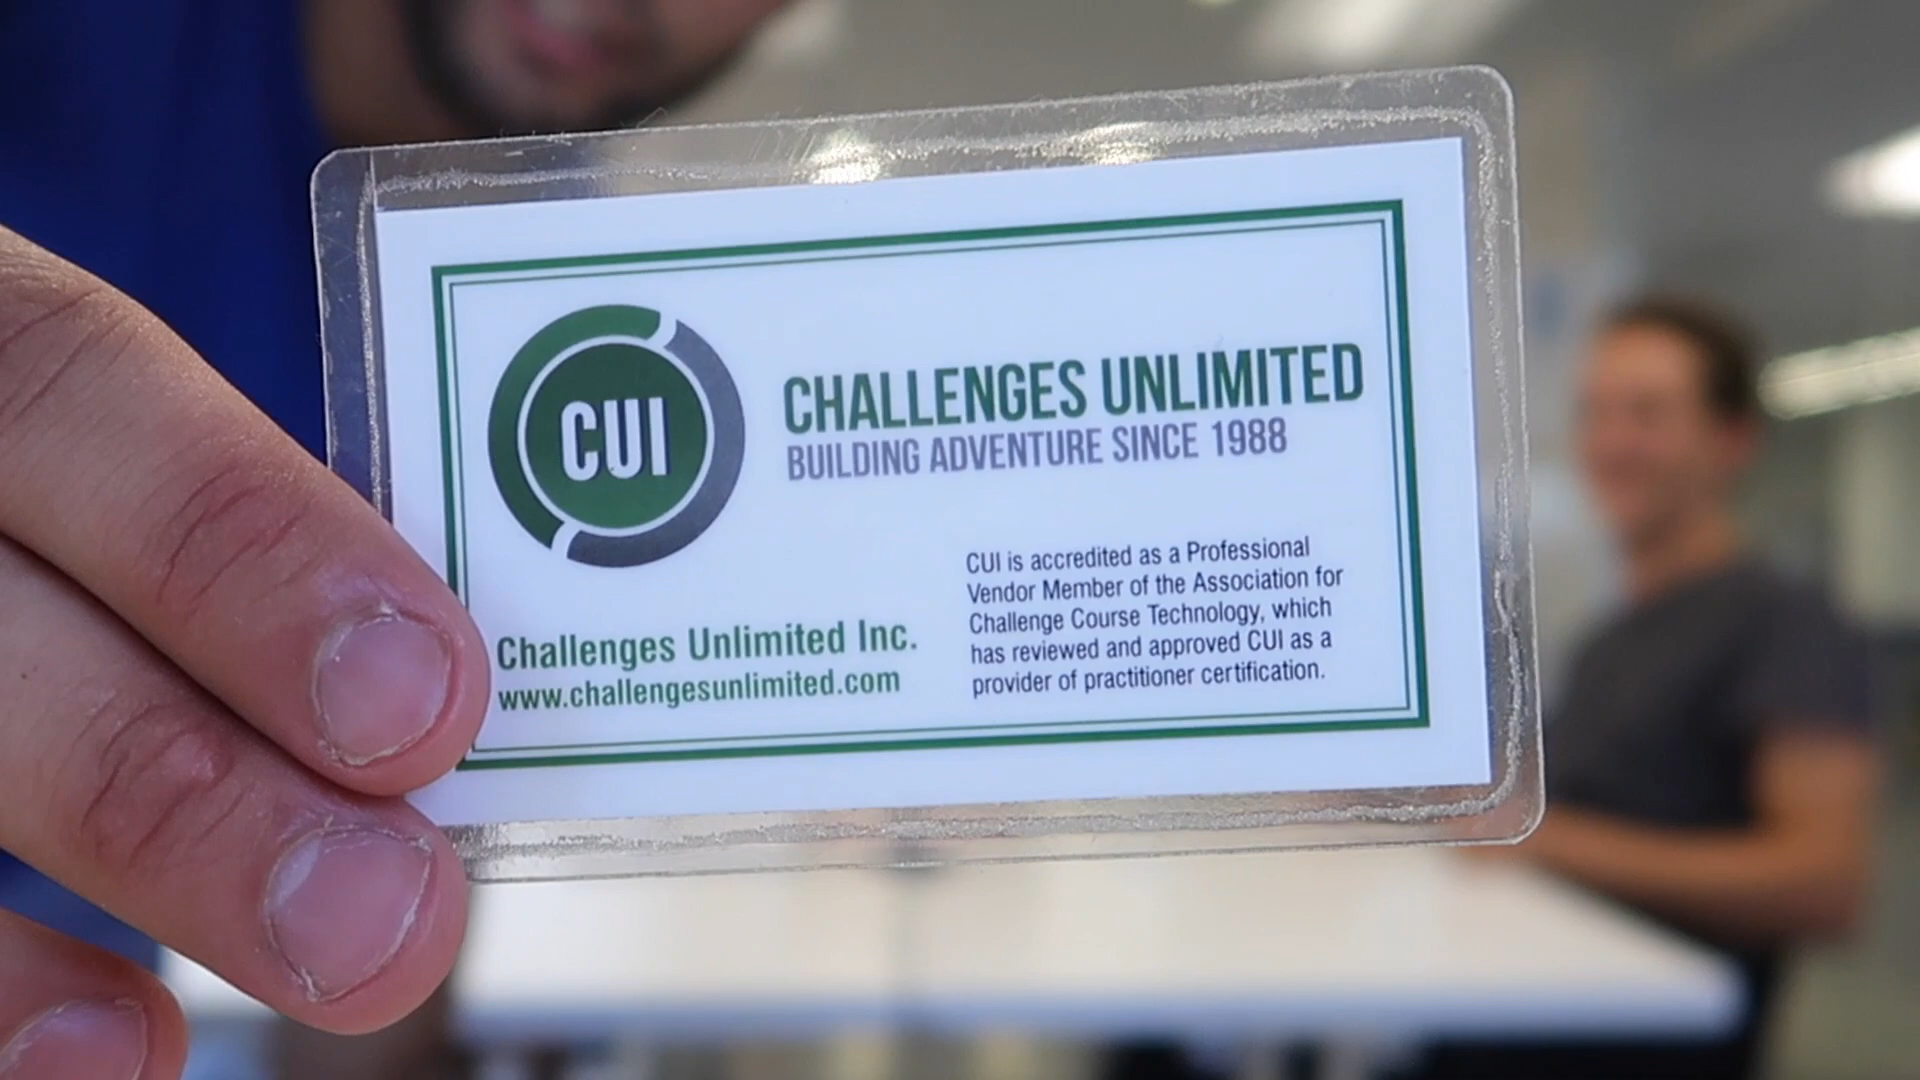 CUI
CHALLENGES UNLIMITED
BUILDING ADVENTURE SINCE 1988
CUI is accredited as a Professional
Vendor Member of the Association for
Challenge Course Technology, which
has reviewed and approved CUI as a
provider of practitioner certification.
Challenges Unlimited Inc.
www.challengesunlimited.com